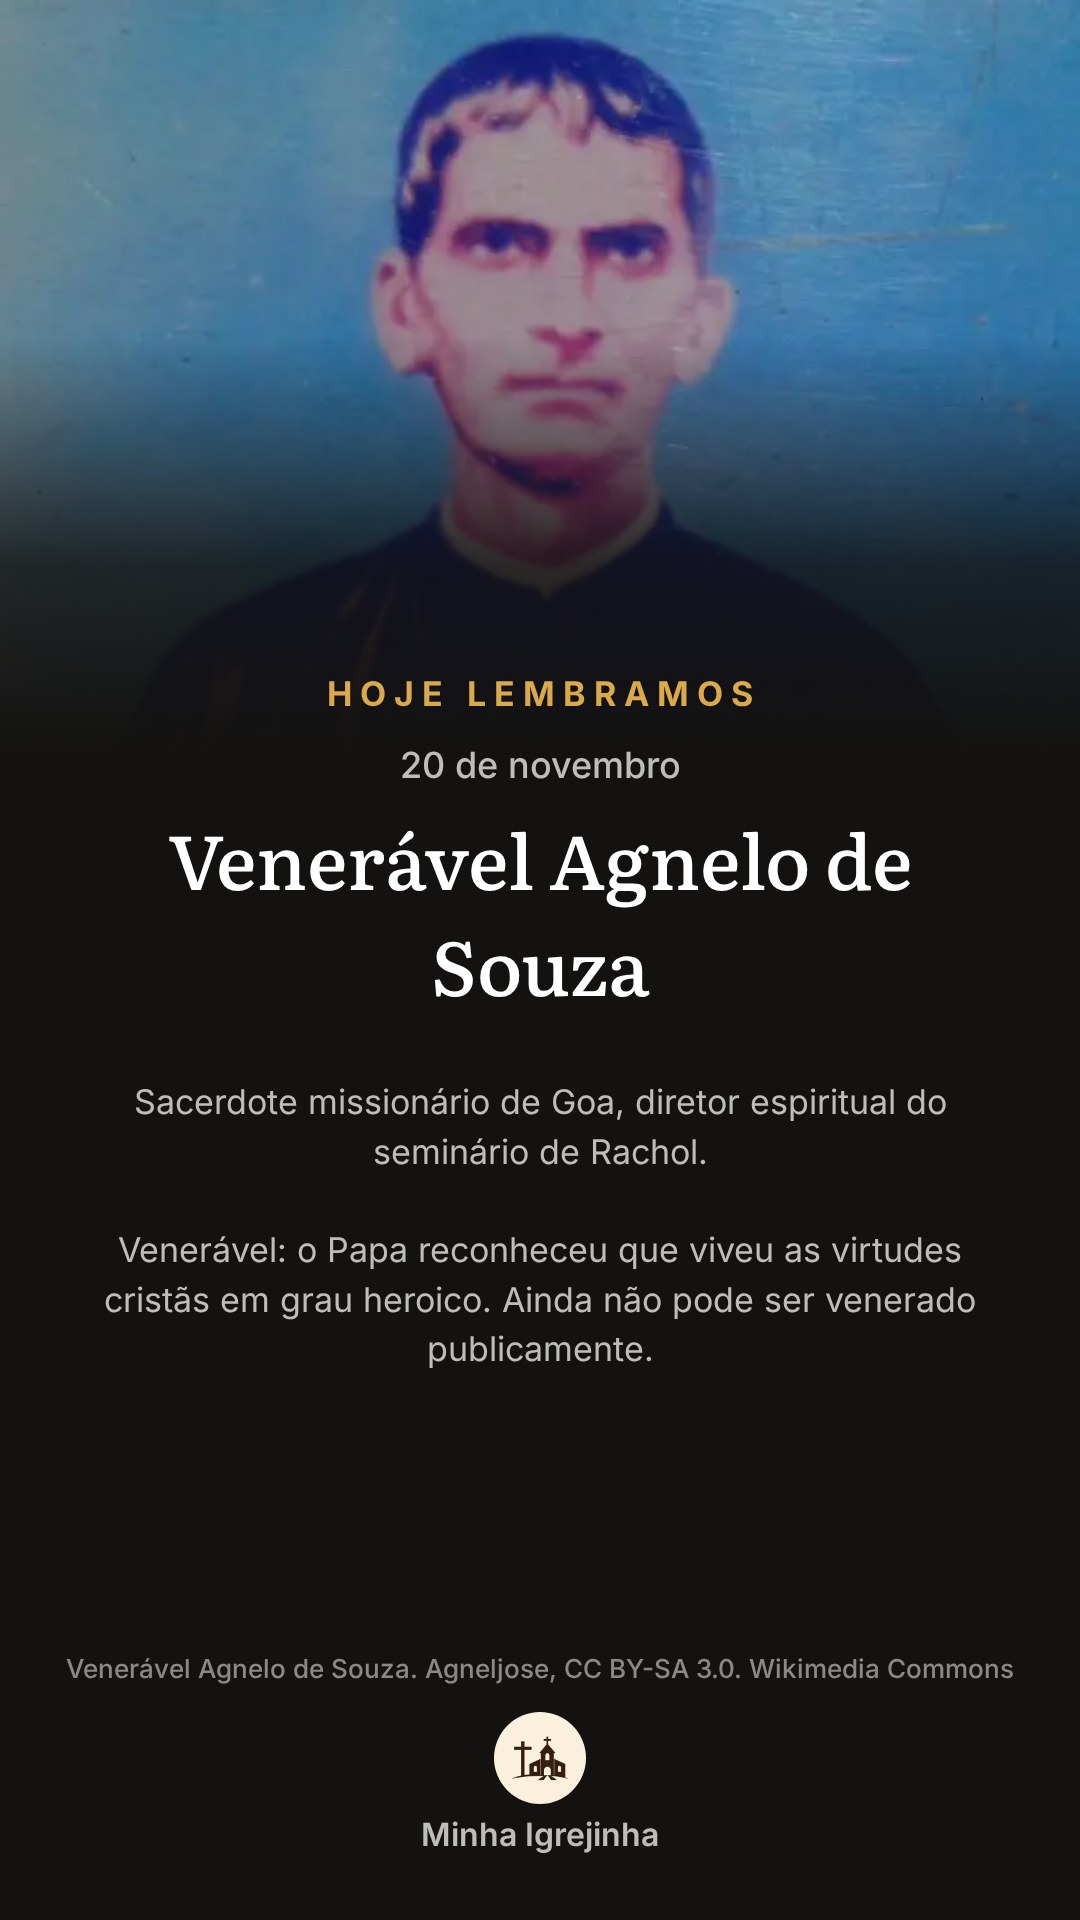 HOJE LEMBRAMOS
20 de novembro
Venerável Agnelo de
Souza
Sacerdote missionário de Goa, diretor espiritual do
seminário de Rachol.
Venerável: o Papa reconheceu que viveu as virtudes
cristãs em grau heroico. Ainda não pode ser venerado
publicamente.
Venerável Agnelo de Souza. Agneljose, CC BY-SA 3.0. Wikimedia Commons
Minha Igrejinha